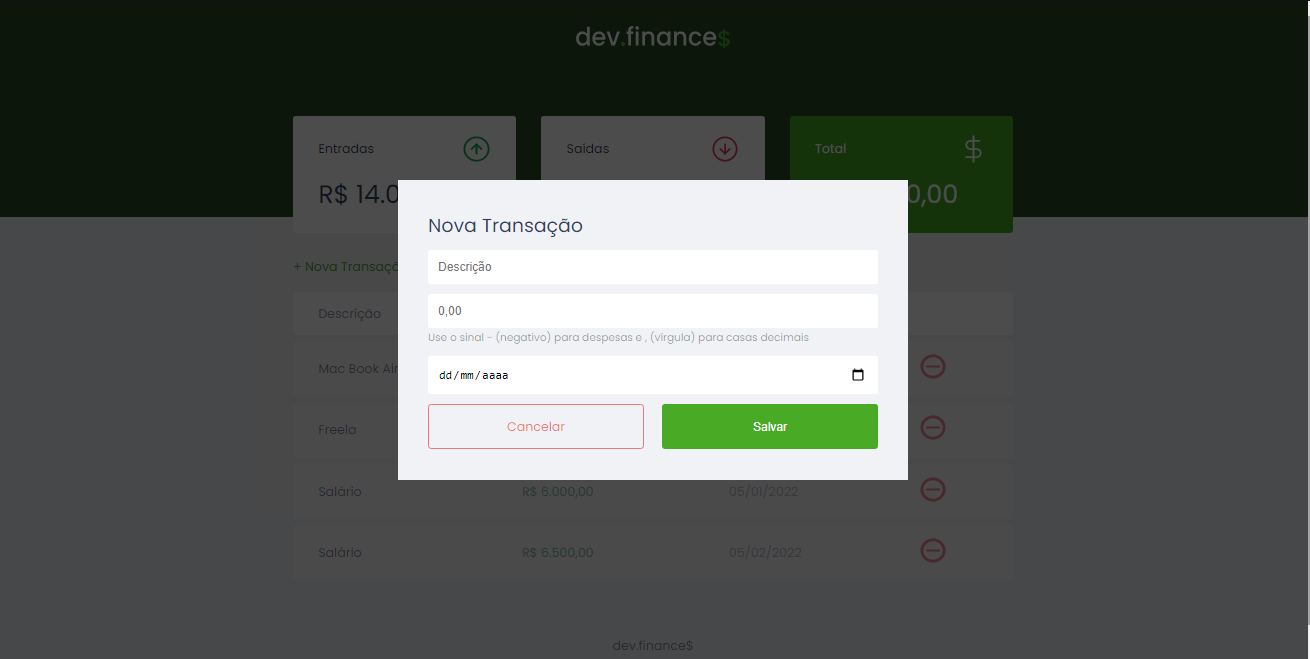 dev.finance$
Entradas
Saídas
Total
$
R$ 14.0
0,00
Nova Transação
+ Nova Transaçã
Descrição
0,00
Use o sinal - (negativo) para despesas e , (vírgula) para casas decimais
Descrição
dd/mm/aaaa
Mac Book Air
Cancelar
Salvar
Freela
Salário R$ 6.000,00 05/01/2022
Salário R$ 6.500,00 05/02/2022
dev.finance$